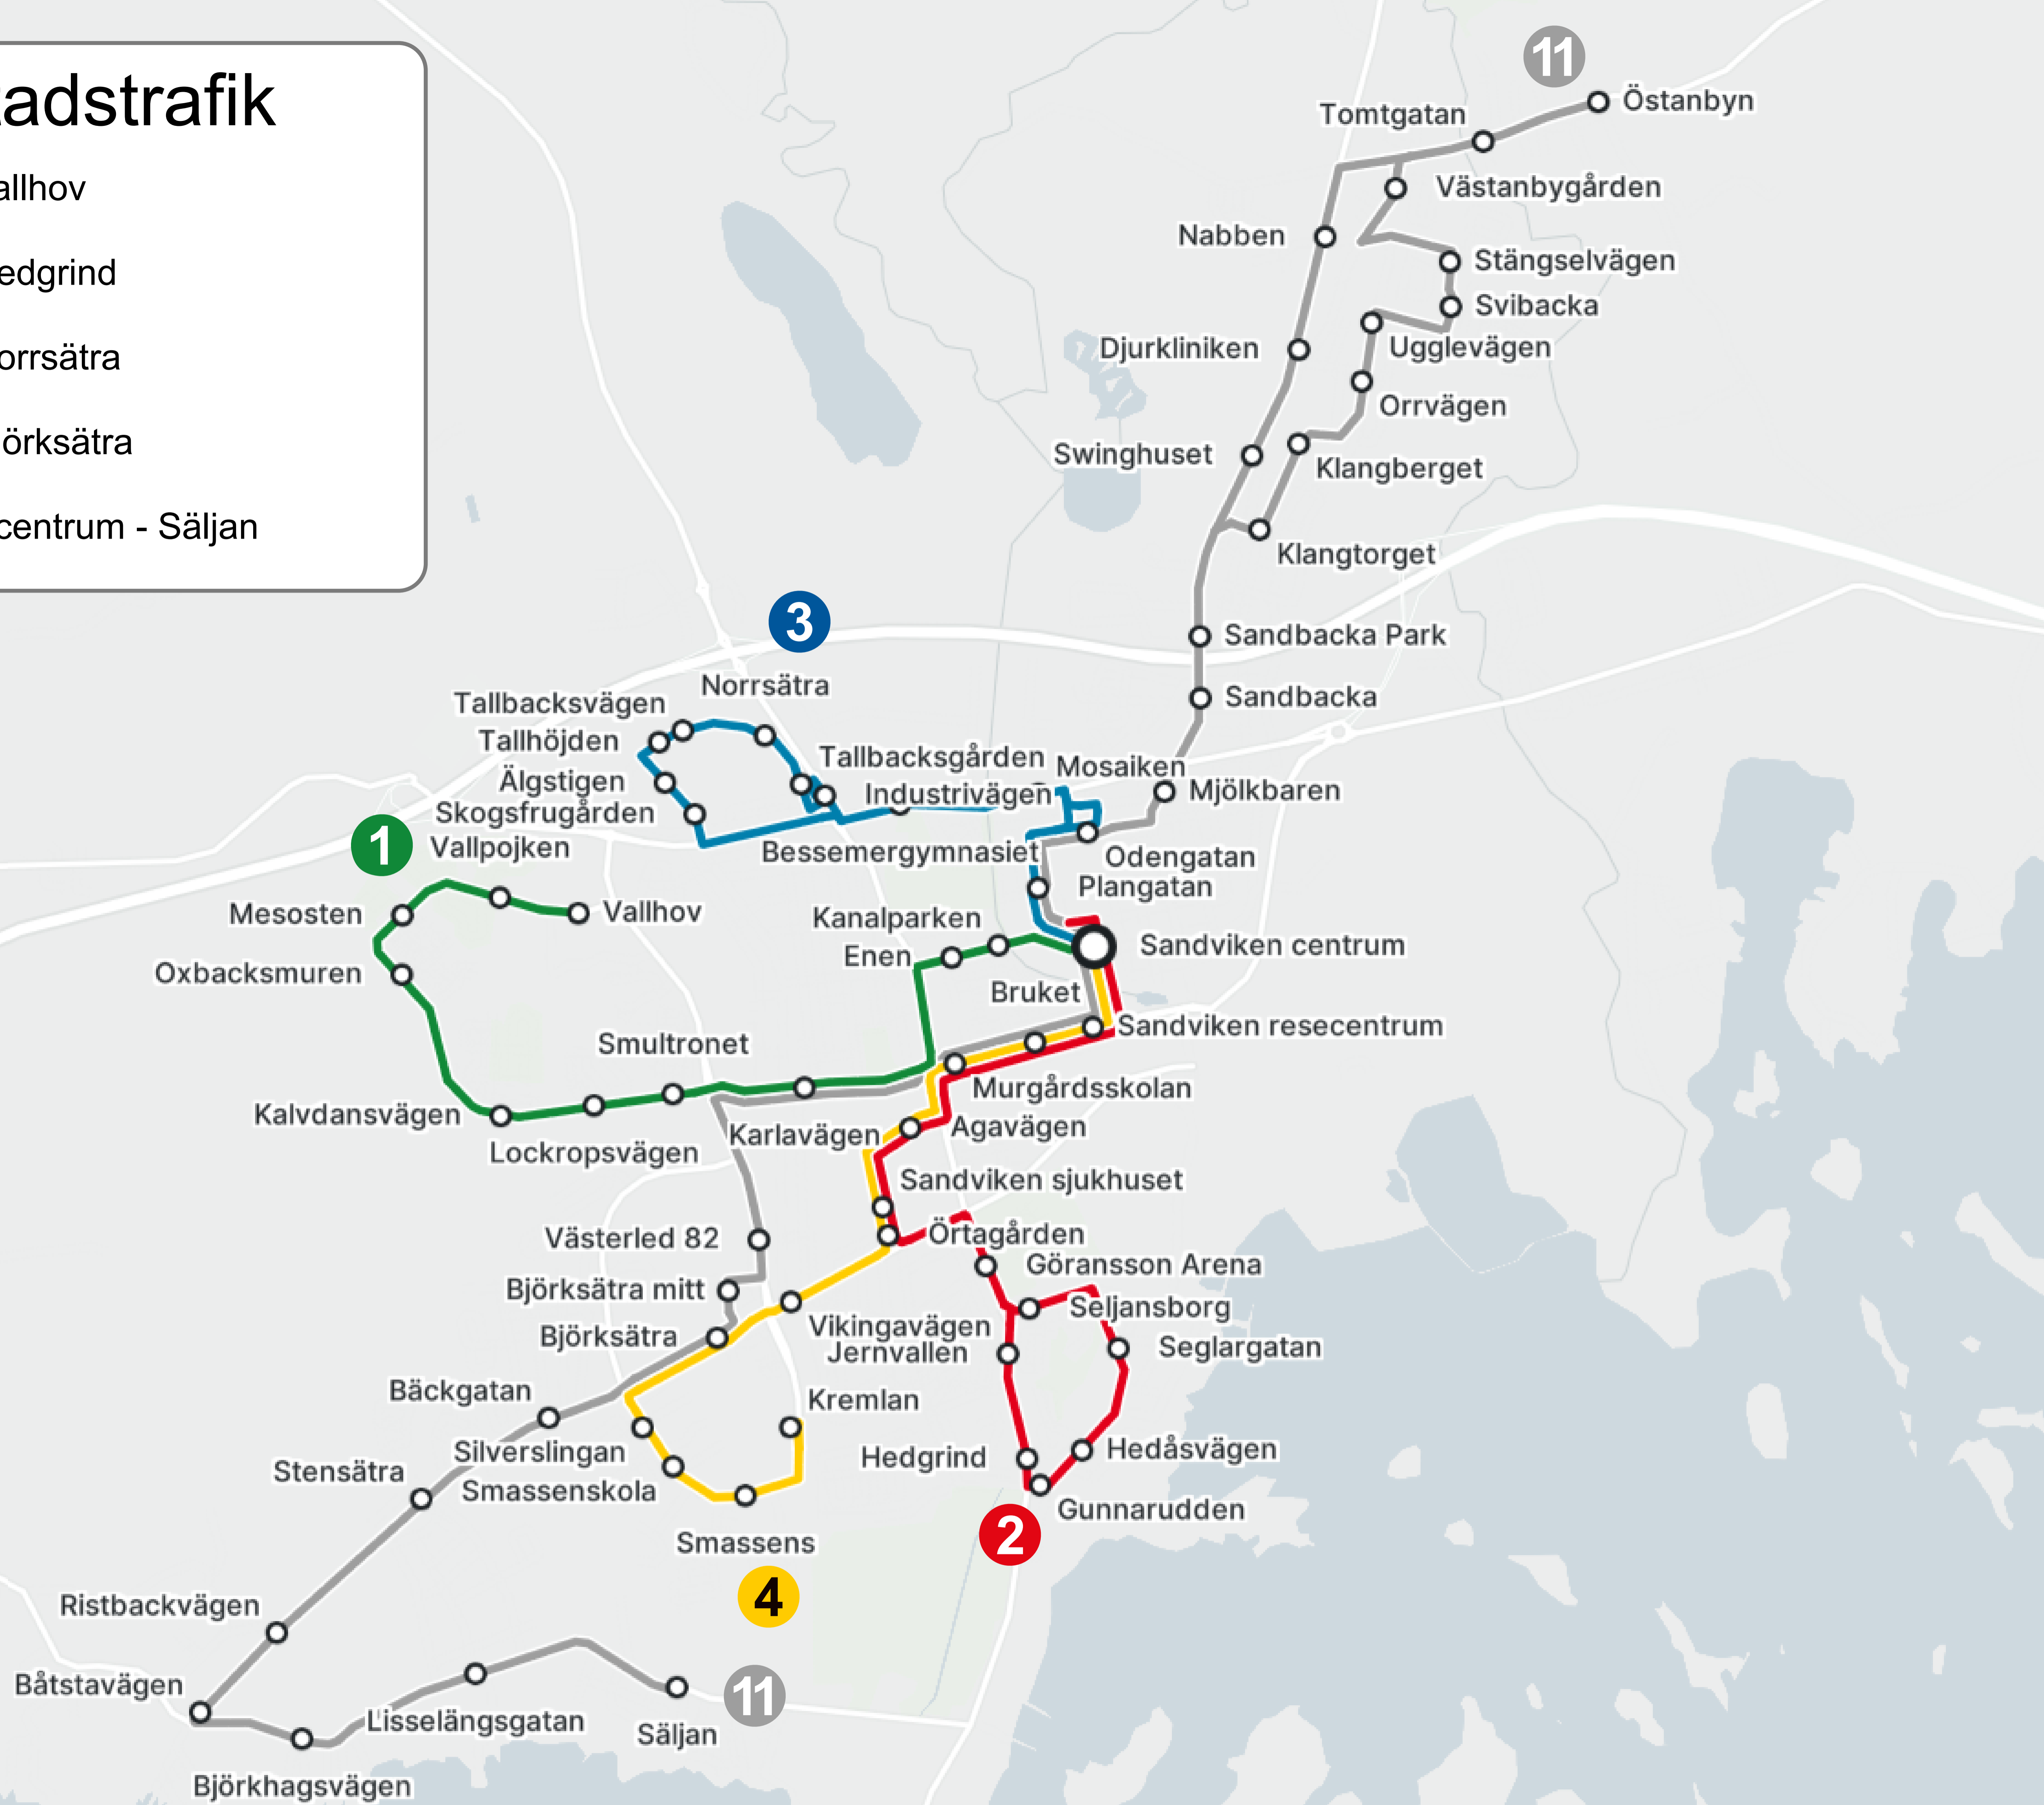 tadstrafik
allhov
edgrind
orrsätra
örksätra
centrum - Säljan
11
Östanbyn
Tomtgatan
Västanbygården
Nabben
Stängselvägen
Svibacka
Djurkliniken
Ugglevägen
Orrvägen
Swinghuset
Klangberget
Klangtorget
3
Sandbacka Park
Norrsätra
Sandbacka
Tallbacksvägen
Tallhöjden
Tallbacksgården
Mosaiken
Älgstigen
Industrivägen
Mjölkbaren
Skogsfrugården
1
Vallpojken
Bessemergymnasiet
Odengatan
Plangatan
Mesosten
Vallhov
Kanalparken
Enen
Sandviken centrum
Oxbacksmuren
Bruket
Sandviken resecentrum
Smultronet
Murgårdsskolan
Kalvdansvägen
Karlavägen
Agavägen
Lockropsvägen
Sandviken sjukhuset
Västerled 82
Örtagården
Göransson Arena
Björksätra mitt
Seljansborg
Vikingavägen
Björksätra
Jernvallen
Seglargatan
Bäckgatan
Kremlan
Silverslingan
Hedgrind
Hedåsvägen
Stensätra
Smassenskola
Gunnarudden
Smassens
2
4
Ristbackvägen
Båtstavägen
11
Lisselängsgatan
Säljan
Björkhagsvägen